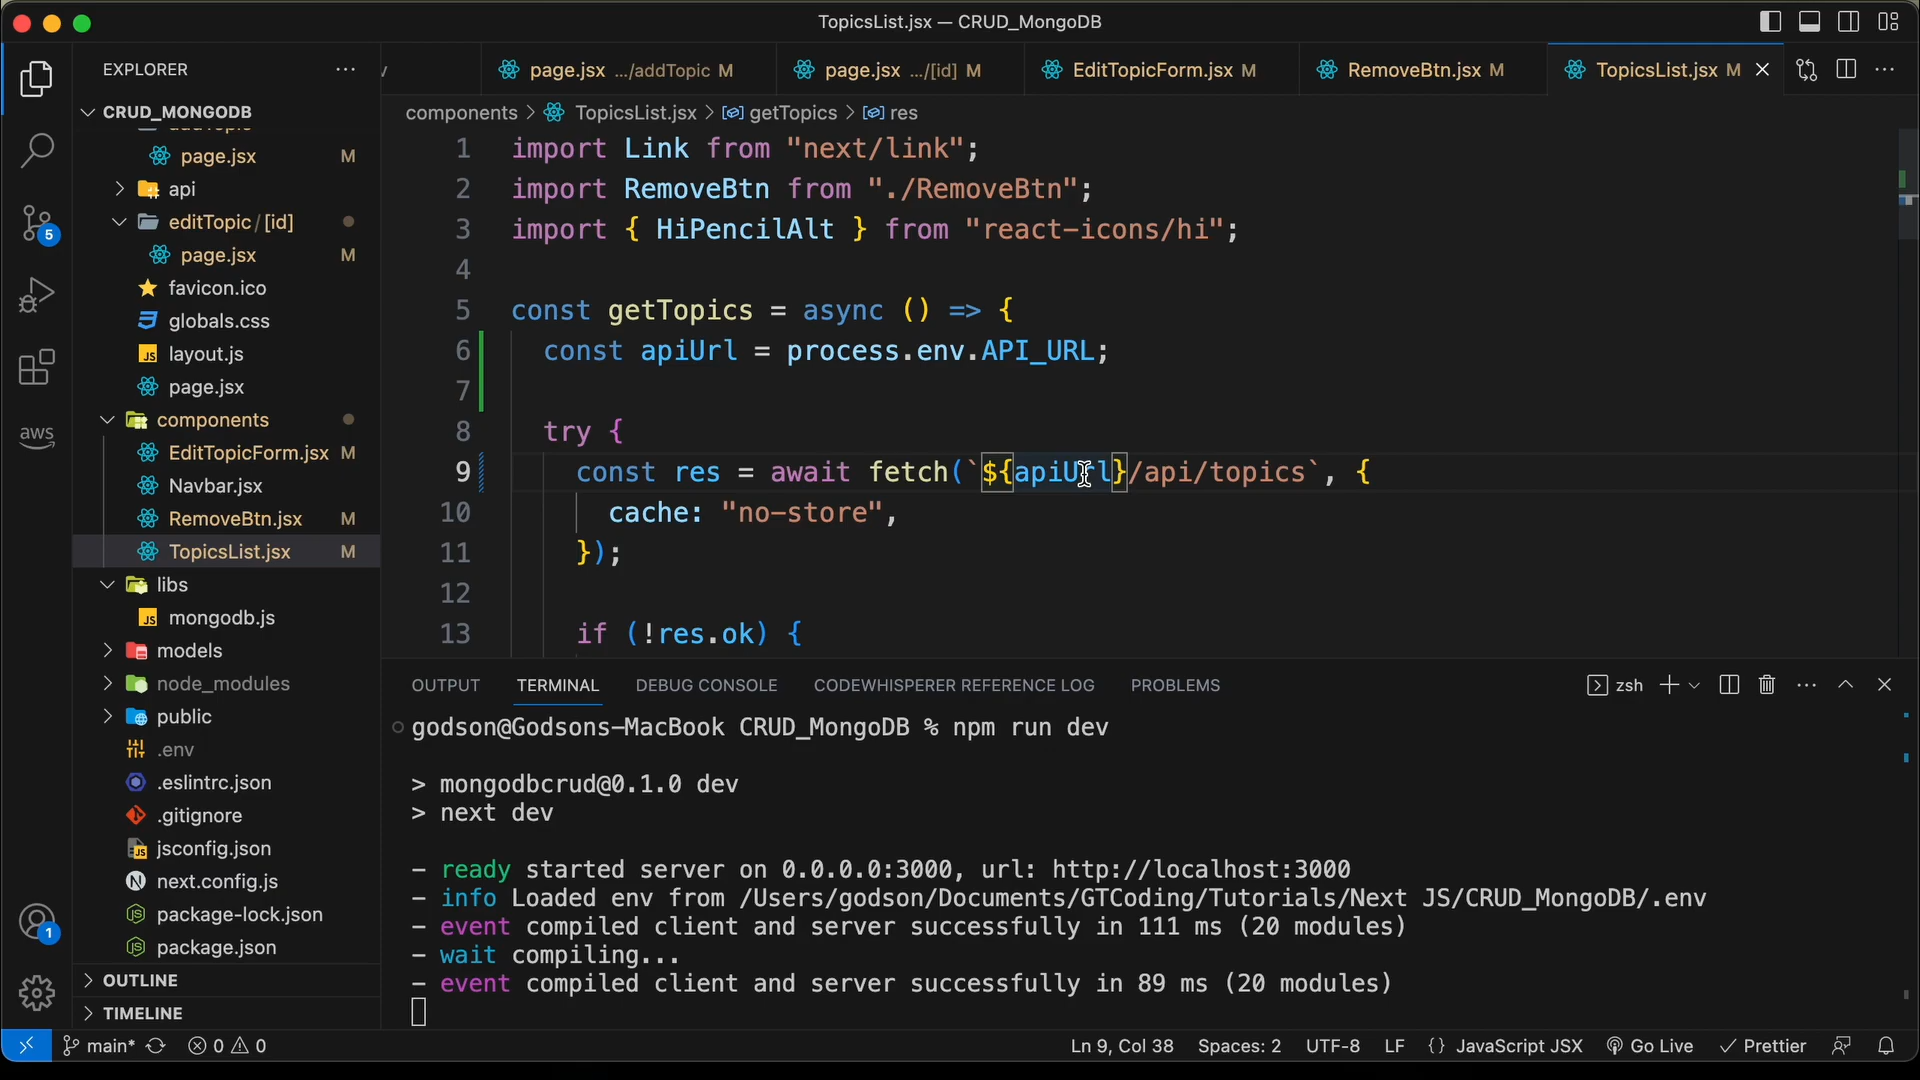 TopicsList.jsx — CRUD_MongoDB
EXPLORER
CRUD_MONGODB
addTopic
page.jsx M
api
editTopic/[id]
page.jsx M
favicon.ico
globals.css
layout.js
page.jsx
components
EditTopicForm.jsx M
Navbar.jsx
RemoveBtn.jsx M
TopicsList.jsx M
libs
mongodb.js
models
node_modules
public
.env
.eslintrc.json
.gitignore
jsconfig.json
next.config.js
package-lock.json
package.json
OUTLINE
TIMELINE
5
aws
1
page.jsx .../addTopic M
page.jsx .../[id] M
EditTopicForm.jsx M
RemoveBtn.jsx M
TopicsList.jsx M
components > TopicsList.jsx > getTopics > res
1 import Link from "next/link";
2 import RemoveBtn from "./RemoveBtn";
3 import { HiPencilAlt } from "react-icons/hi";
4
5 const getTopics = async () => {
6 const apiUrl = process.env.API_URL;
7
8 try {
9 const res = await fetch(`${apiUrl}/api/topics`, {
10 cache: "no-store",
11 });
12
13 if (!res.ok) {
OUTPUT TERMINAL DEBUG CONSOLE CODEWHISPERER REFERENCE LOG PROBLEMS
zsh
godson@Godsons-MacBook CRUD_MongoDB % npm run dev
> mongodbcrud@0.1.0 dev
> next dev
- ready started server on 0.0.0.0:3000, url: http://localhost:3000
- info Loaded env from /Users/godson/Documents/GTCoding/Tutorials/Next JS/CRUD_MongoDB/.env
- event compiled client and server successfully in 111 ms (20 modules)
- wait compiling...
- event compiled client and server successfully in 89 ms (20 modules)
main* 0 0
Ln 9, Col 38 Spaces: 2 UTF-8 LF {} JavaScript JSX Go Live Prettier